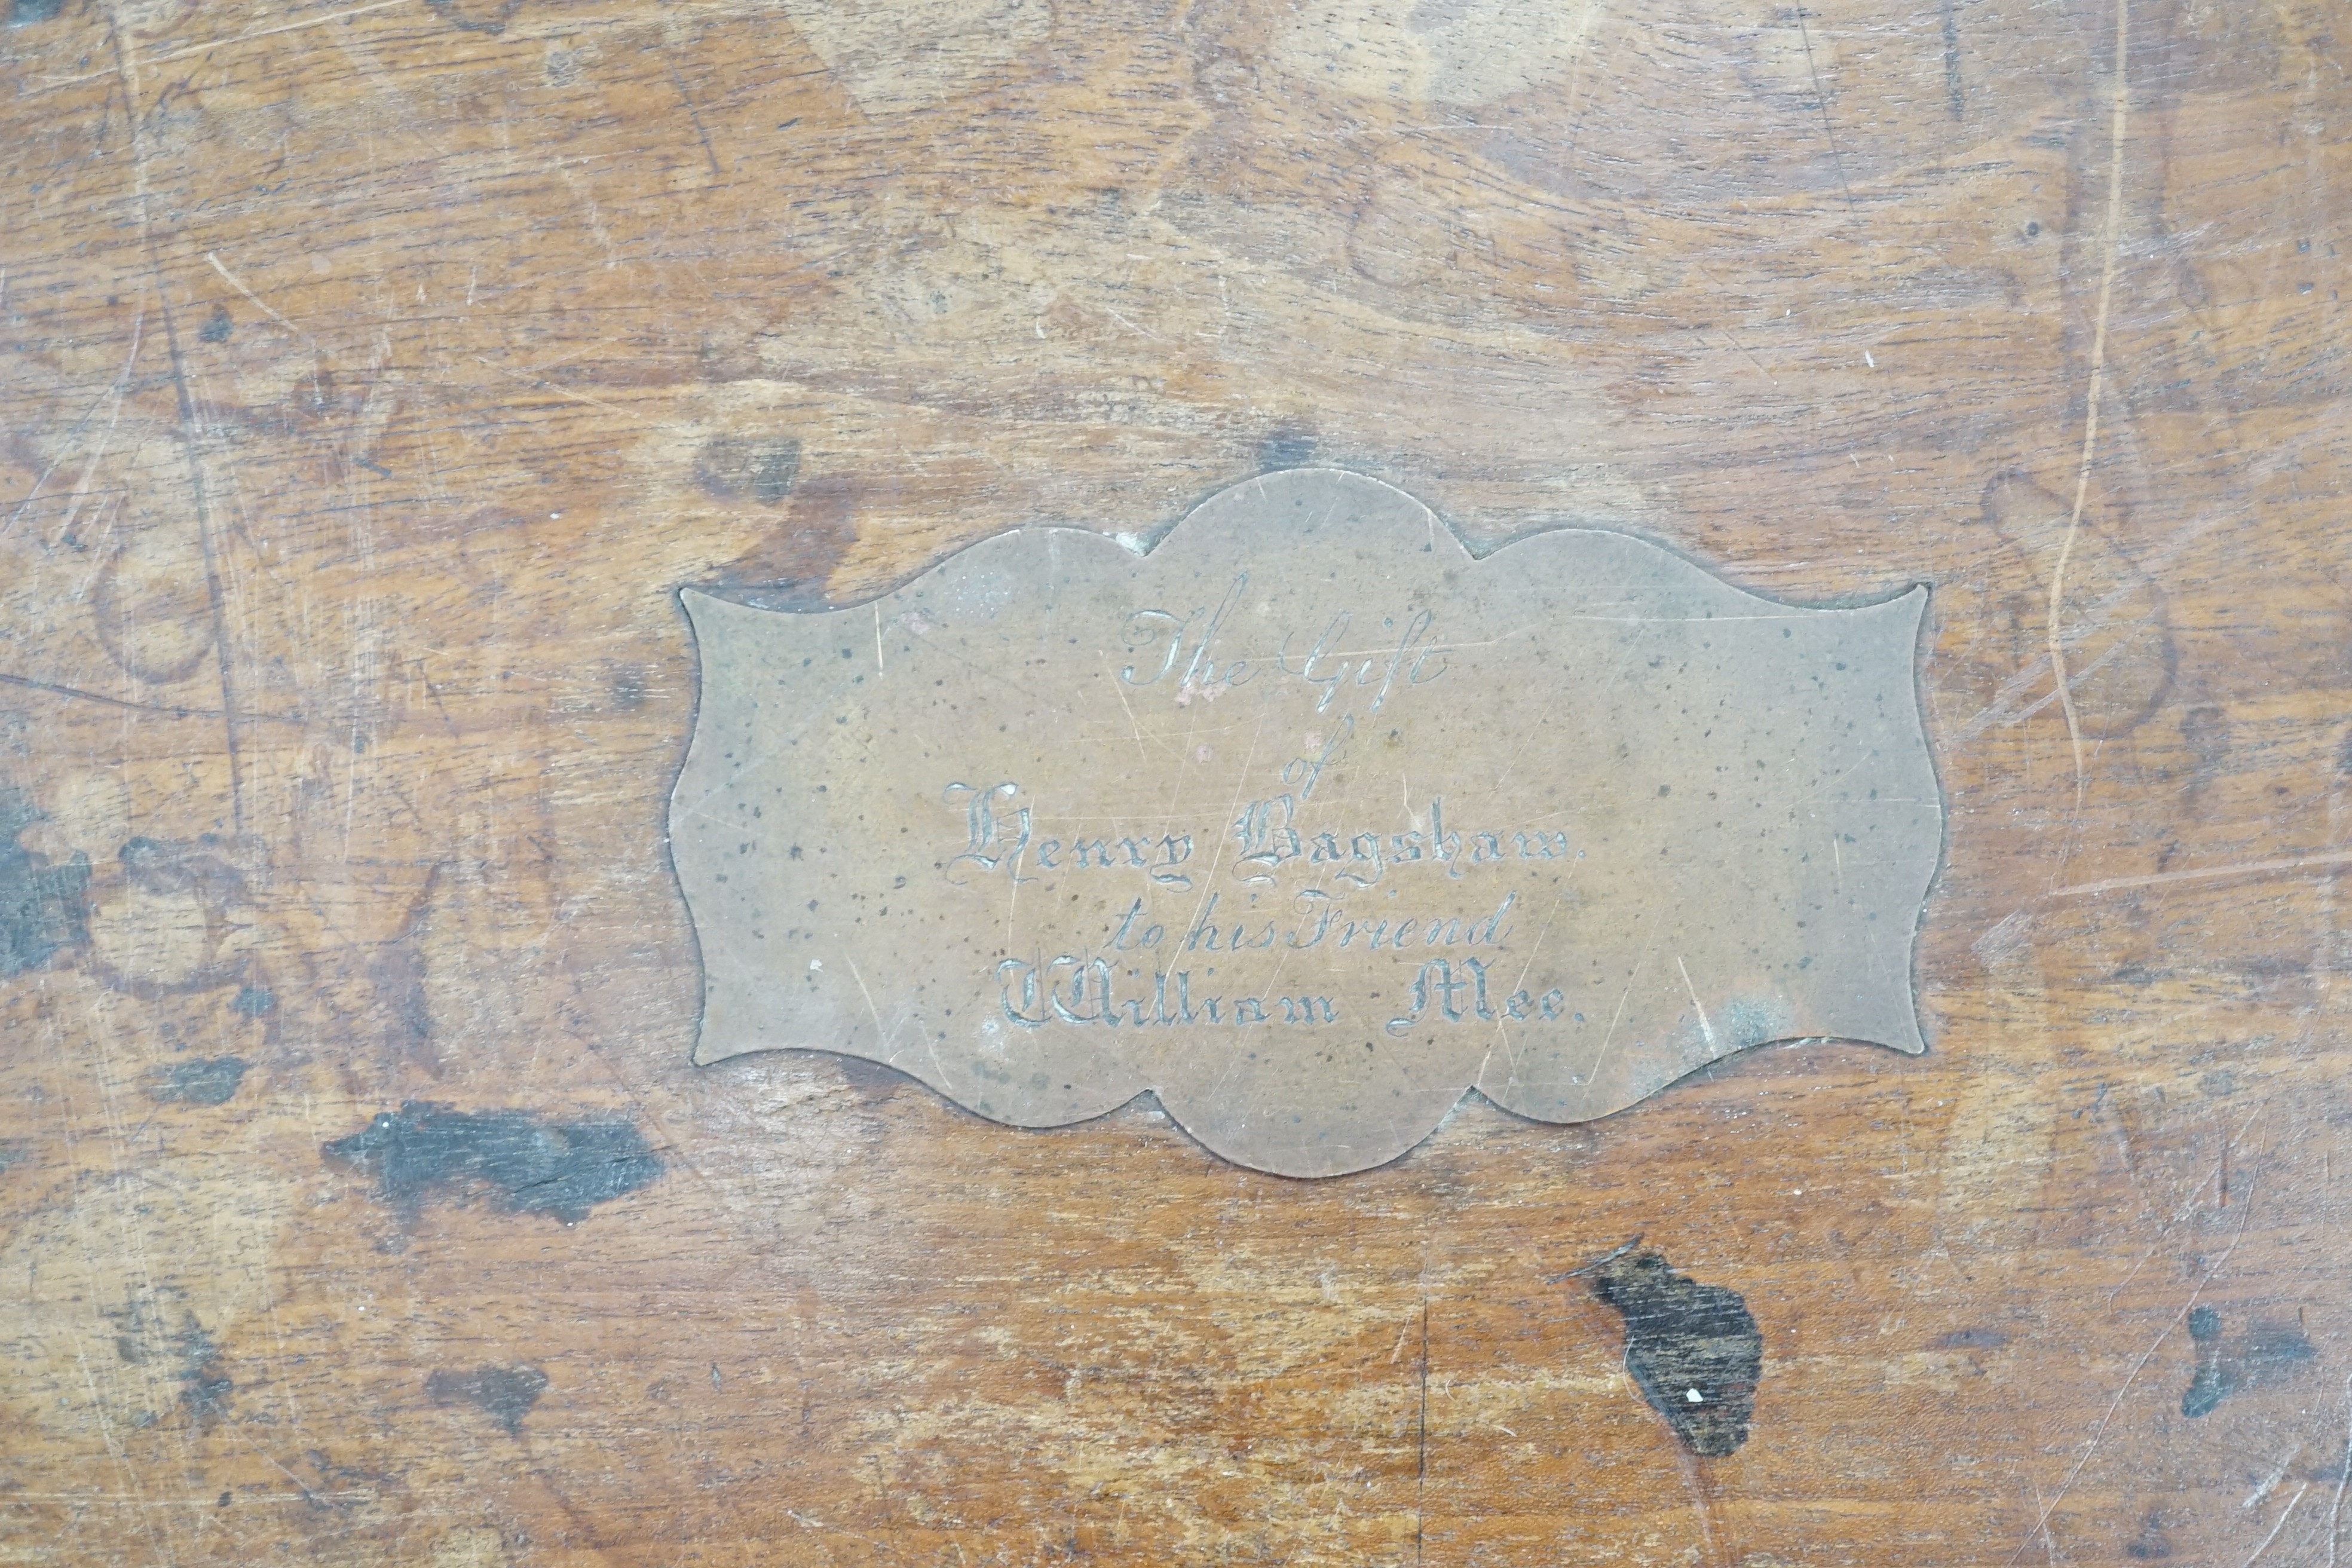 The Gift
of
Henry Bagshaw.
to his Friend
William Mee.